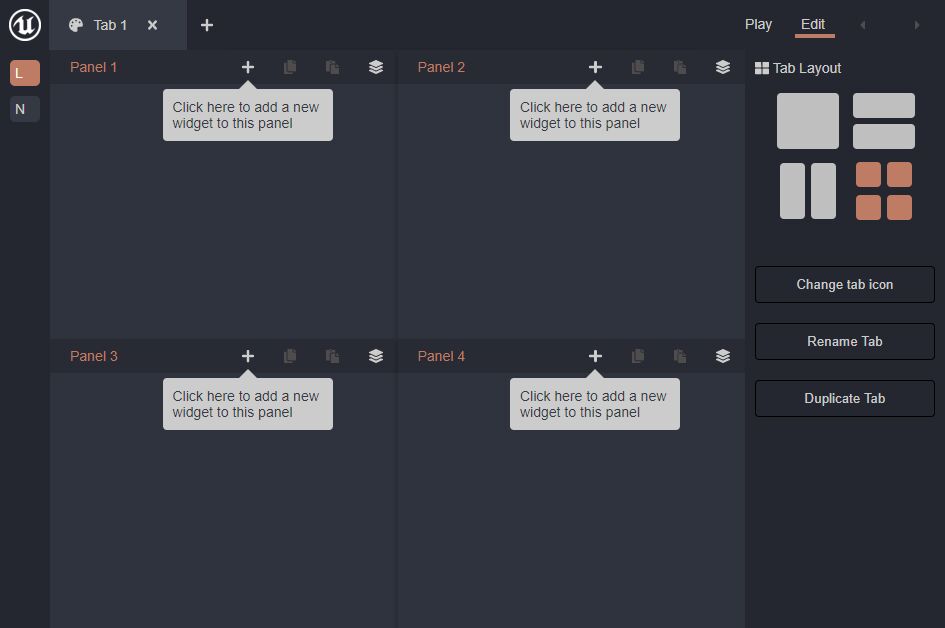 Tab 1
Play
Edit
L
N
Panel 1
Click here to add a new
widget to this panel
Panel 2
Click here to add a new
widget to this panel
Panel 3
Click here to add a new
widget to this panel
Panel 4
Click here to add a new
widget to this panel
Tab Layout
Change tab icon
Rename Tab
Duplicate Tab